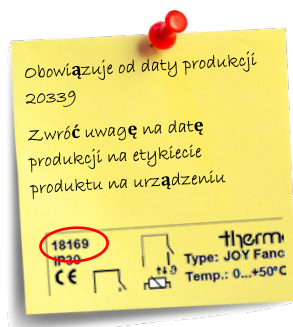 Obowiązuje od daty produkcji
20339
Zwróć uwagę na datę
produkcji na etykiecie
produktu na urządzeniu
18169
IP30
therm
Type: JOY Fanc
Temp.: 0...+50°C
CE